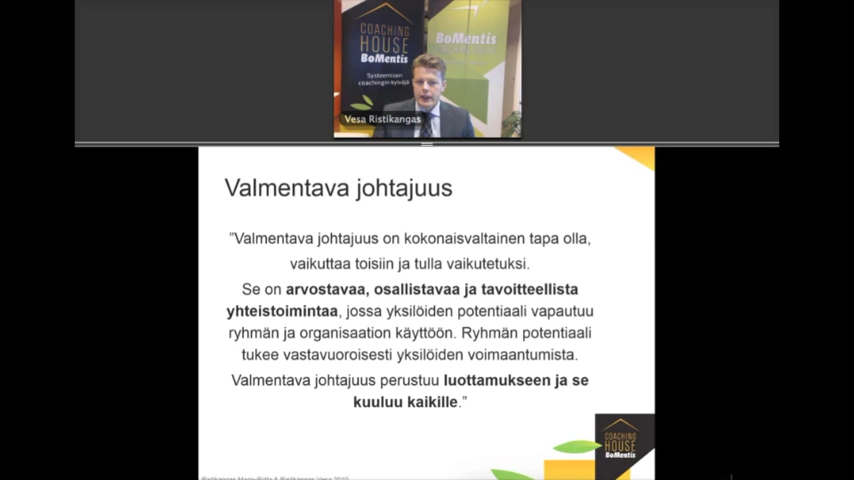 COACHING
HOUSE
BoMentis
Systeemisen
BoMentis
Vesa Ristikangas
Valmentava johtajuus
”Valmentava johtajuus on kokonaisvaltainen tapa olla,
vaikuttaa toisiin ja tulla vaikutetuksi.
Se on arvostavaa, osallistavaa ja tavoitteellista
yhteistoimintaa, jossa yksilöiden potentiaali vapautuu
ryhmän ja organisaation käyttöön. Ryhmän potentiaali
tukee vastavuoroisesti yksilöiden voimaantumista.
Valmentava johtajuus perustuu luottamukseen ja se
kuuluu kaikille.”
COACHING
HOUSE
BoMentis